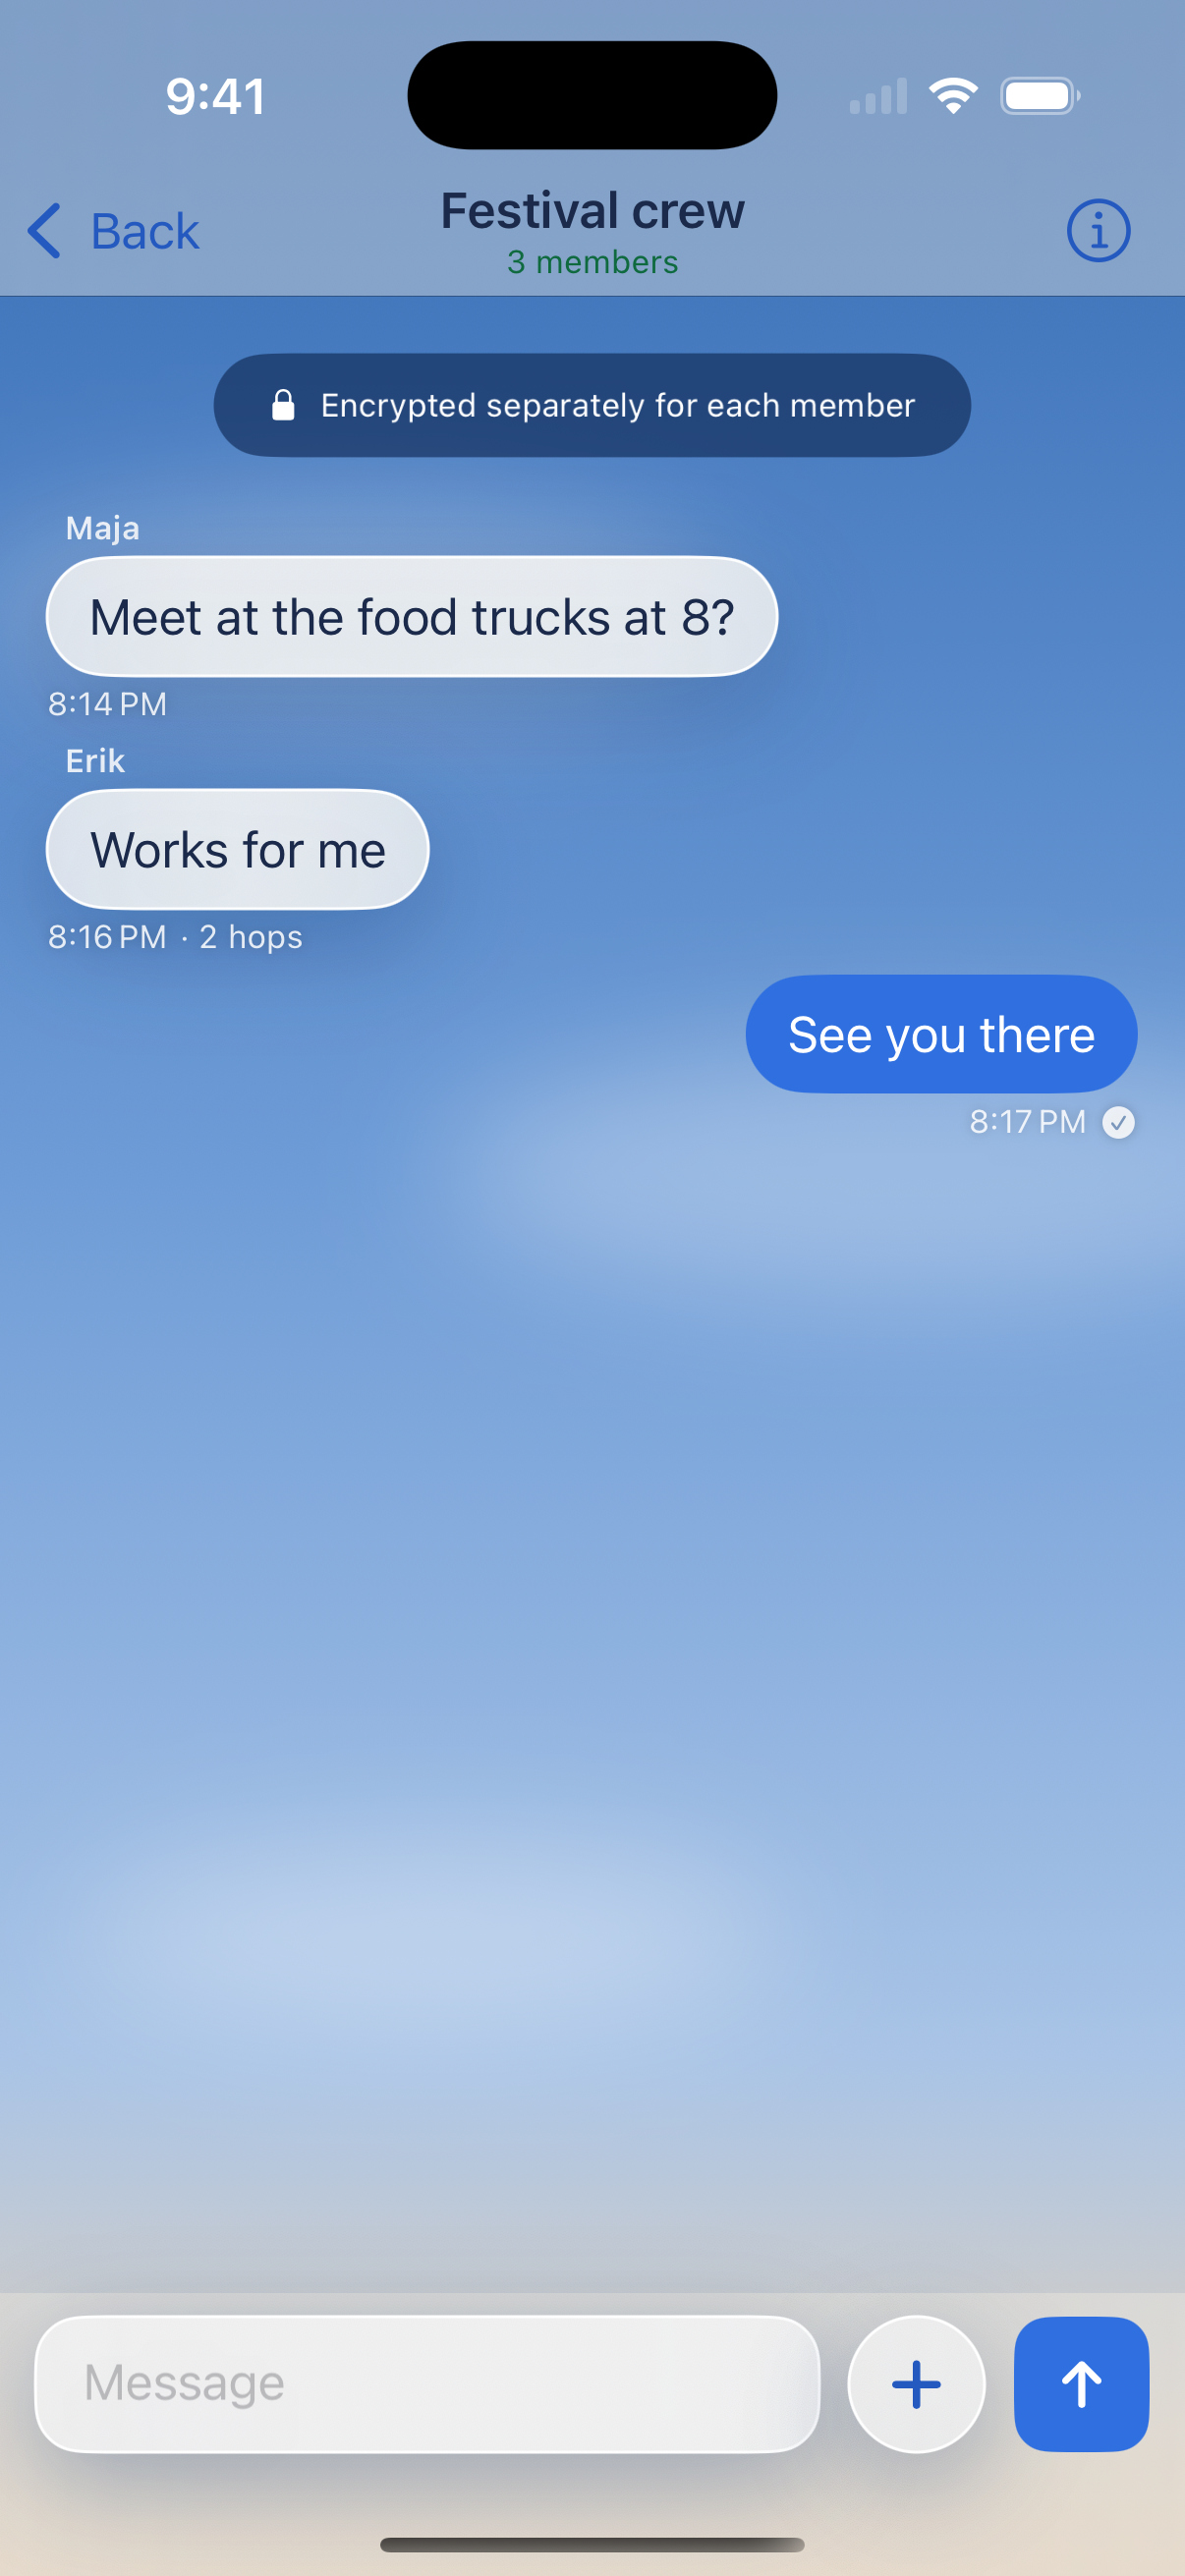 9:41
Back
Festival crew
3 members
Encrypted separately for each member
Maja
Meet at the food trucks at 8?
8:14 PM
Erik
Works for me
8:16 PM · 2 hops
See you there
8:17 PM
Message